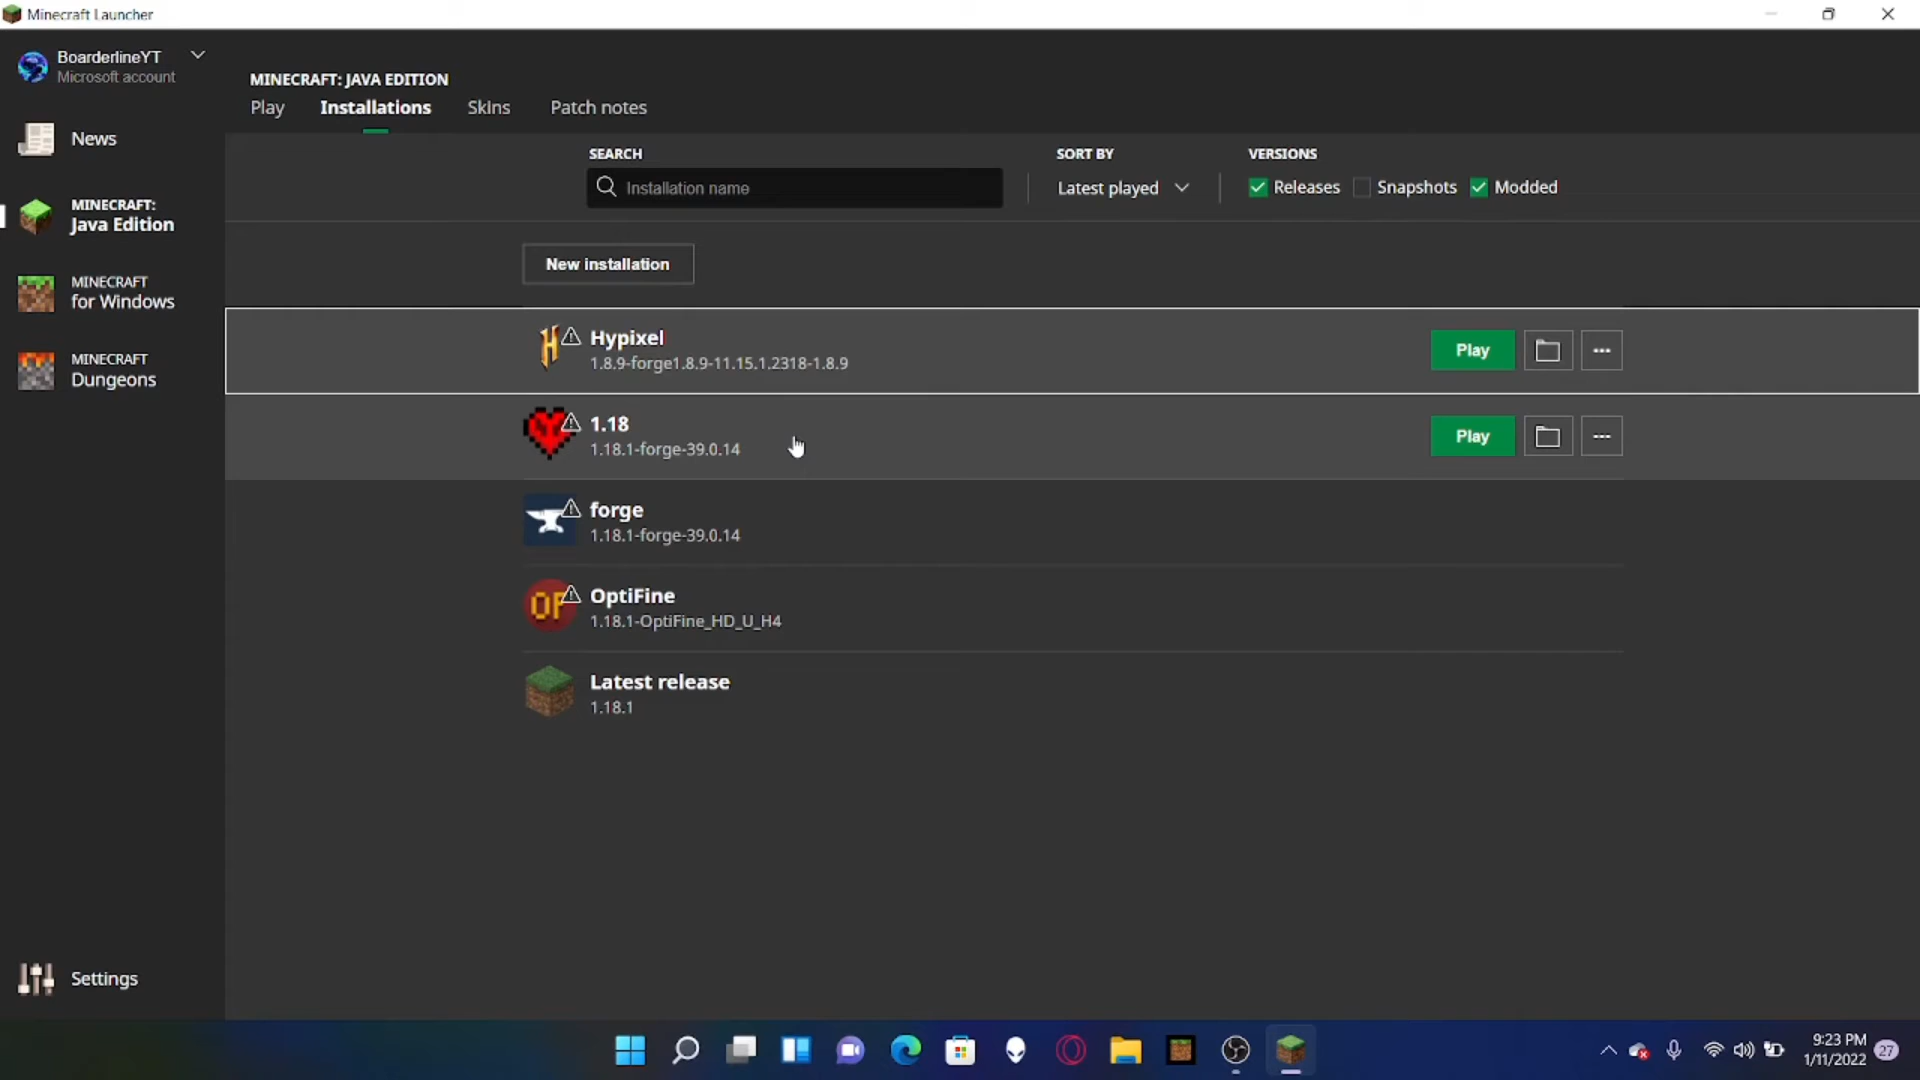 Minecraft Launcher
BoarderlineYT
Microsoft account
News
MINECRAFT:
Java Edition
MINECRAFT
for Windows
MINECRAFT
Dungeons
Settings
MINECRAFT: JAVA EDITION
Play Installations Skins Patch notes
SEARCH
Installation name
SORT BY
Latest played
VERSIONS
Releases Snapshots Modded
New installation
Hypixel
1.8.9-forge1.8.9-11.15.1.2318-1.8.9
Play
1.18
1.18.1-forge-39.0.14
Play
forge
1.18.1-forge-39.0.14
OF
OptiFine
1.18.1-OptiFine_HD_U_H4
Latest release
1.18.1
9:23 PM
1/11/2022
27